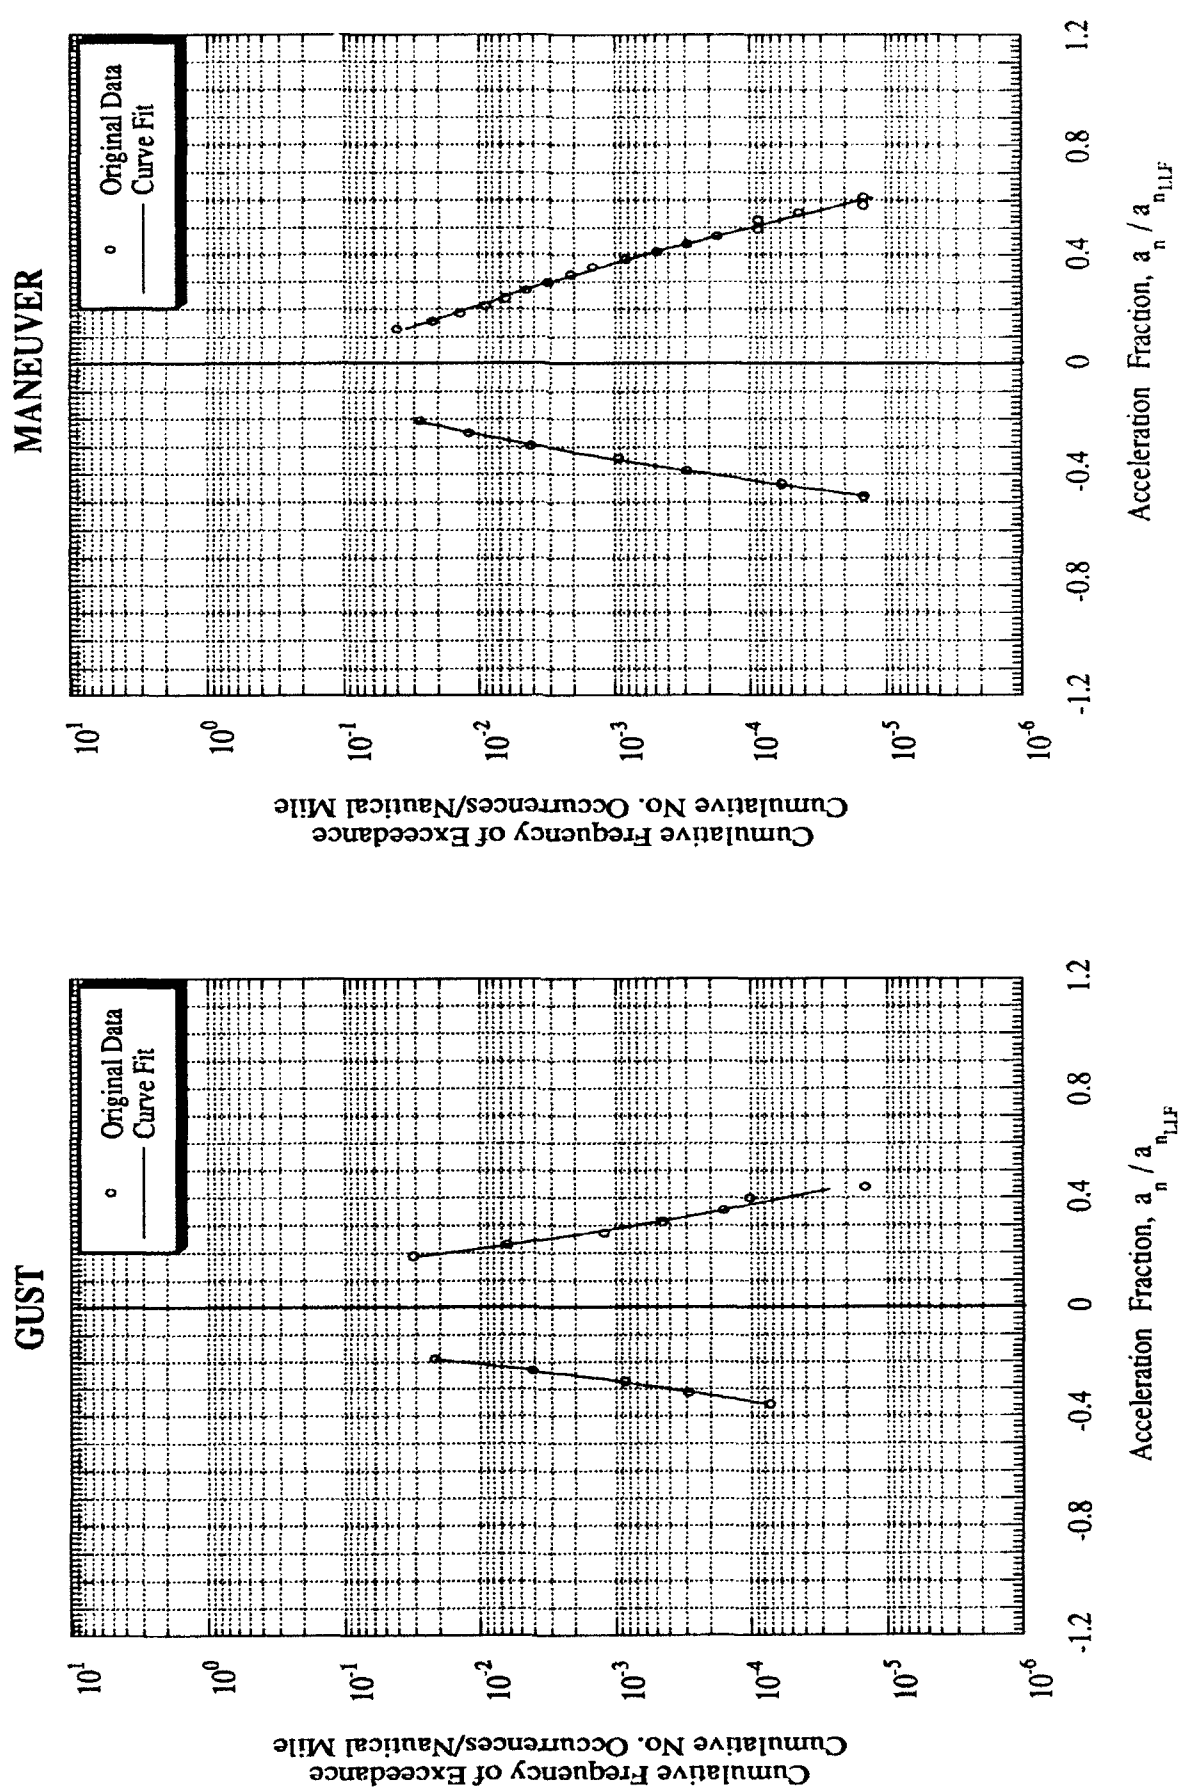 GUST
Original Data
Curve Fit
Cumulative Frequency of Exceedance
Cumulative No. Occurrences/Nautical Mile
10^1
10^0
10^-1
10^-2
10^-3
10^-4
10^-5
10^-6
-1.2
-0.8
-0.4
0
0.4
0.8
1.2
Acceleration Fraction, a_n / a_n_LLF
MANEUVER
Original Data
Curve Fit
Cumulative Frequency of Exceedance
Cumulative No. Occurrences/Nautical Mile
10^1
10^0
10^-1
10^-2
10^-3
10^-4
10^-5
10^-6
-1.2
-0.8
-0.4
0
0.4
0.8
1.2
Acceleration Fraction, a_n / a_n_LLF